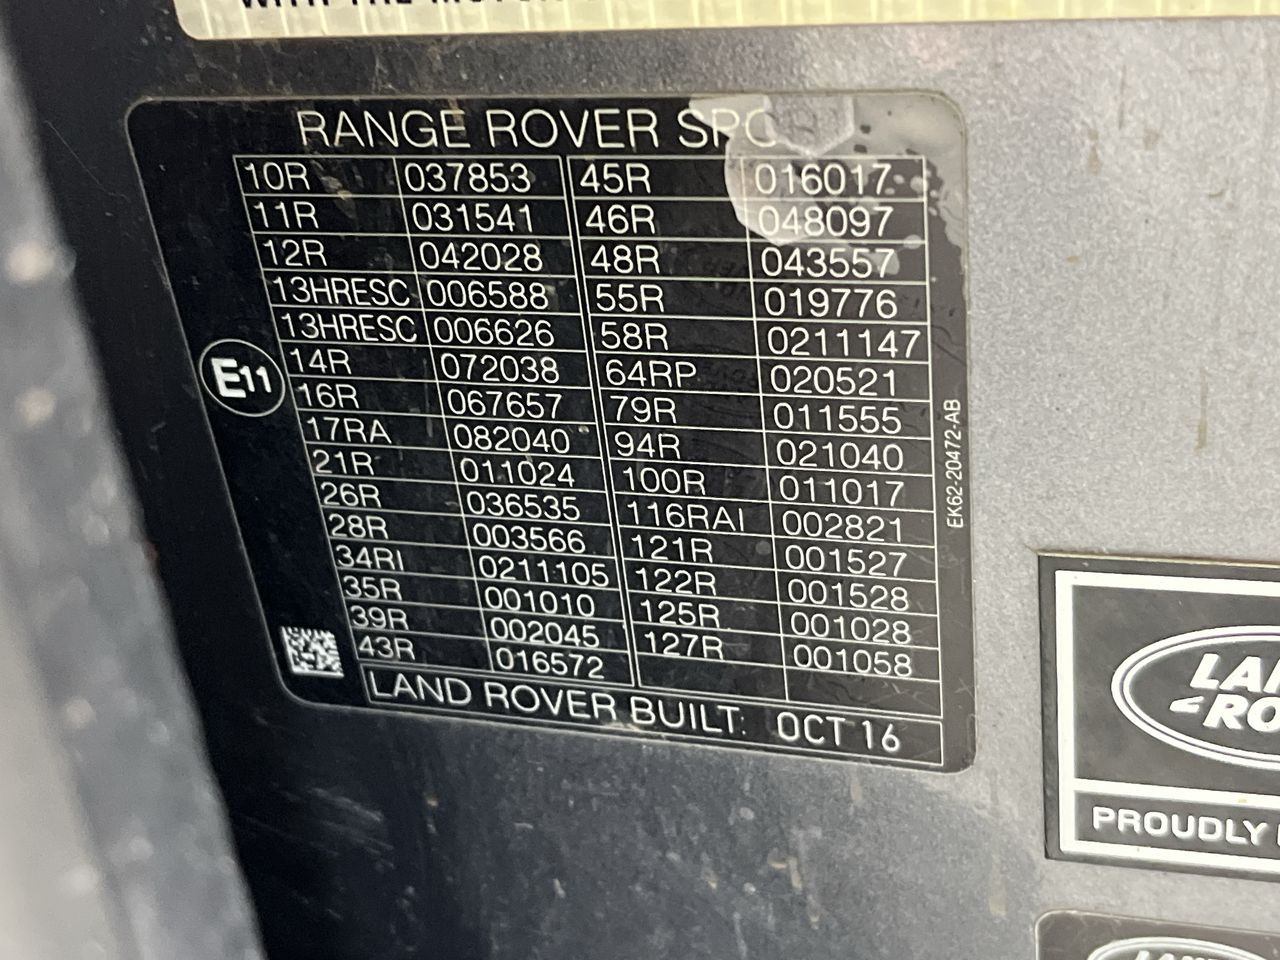 RANGE ROVER SPO
10R 037853 45R 016017
11R 031541 46R 048097
12R 042028 48R 043557
13HRESC 006588 55R 019776
13HRESC 006626 58R 0211147
14R 072038 64RP 020521
16R 067657 79R 011555
17RA 082040 94R 021040
21R 011024 100R 011017
26R 036535 116RAI 002821
28R 003566 121R 001527
34RI 0211105 122R 001528
35R 001010 125R 001028
39R 002045 127R 001058
43R 016572
LAND ROVER BUILT: OCT 16
E11
EK62-20472-AB
LAN
RO
PROUDLY
LAND